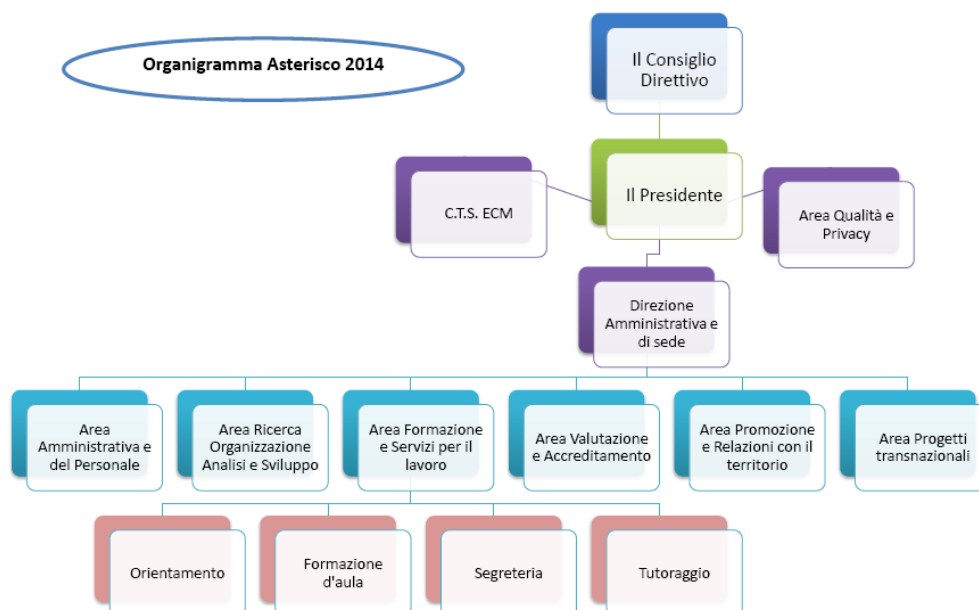 Organigramma Asterisco 2014
Il Consiglio
Direttivo
Il Presidente
C.T.S. ECM
Area Qualità e
Privacy
Direzione
Amministrativa e
di sede
Area
Amministrativa e
del Personale
Area Ricerca
Organizzazione
Analisi e Sviluppo
Area Formazione
e Servizi per il
lavoro
Area Valutazione
e Accreditamento
Area Promozione
e Relazioni con il
territorio
Area Progetti
transnazionali
Orientamento
Formazione
d'aula
Segreteria
Tutoraggio